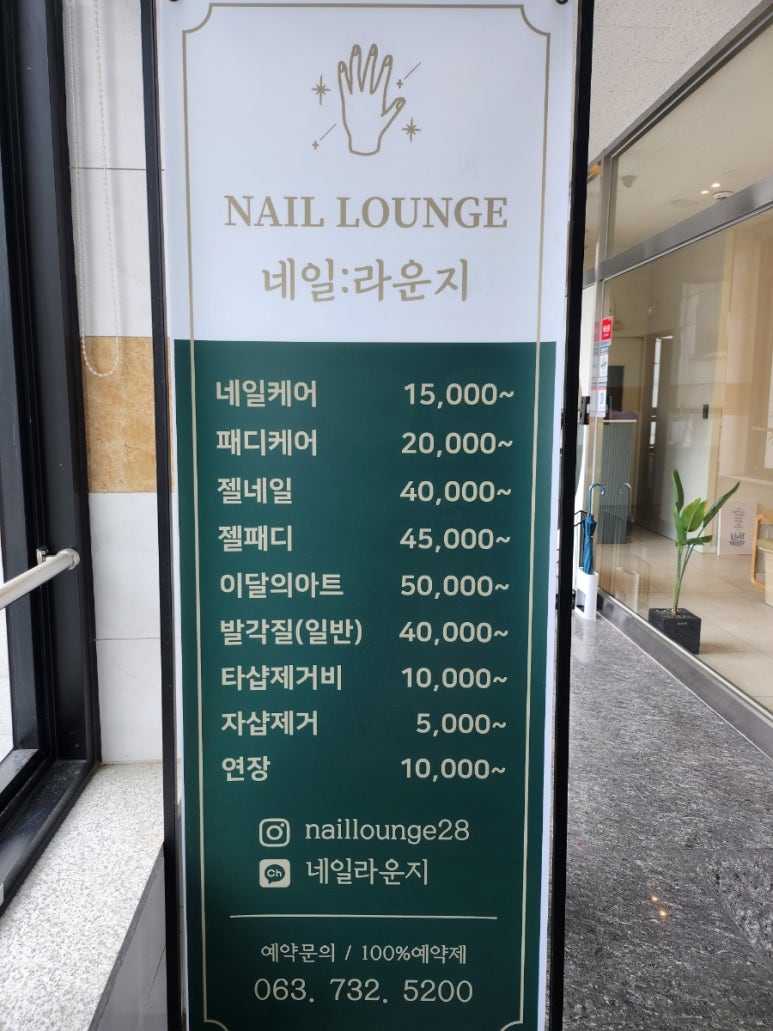 NAIL LOUNGE
네일:라운지
네일케어 15,000~
패디케어 20,000~
젤네일 40,000~
젤패디 45,000~
이달의아트 50,000~
발각질(일반) 40,000~
타샵제거비 10,000~
자샵제거 5,000~
연장 10,000~
naillounge28
Ch 네일라운지
예약문의 / 100%예약제
063. 732. 5200